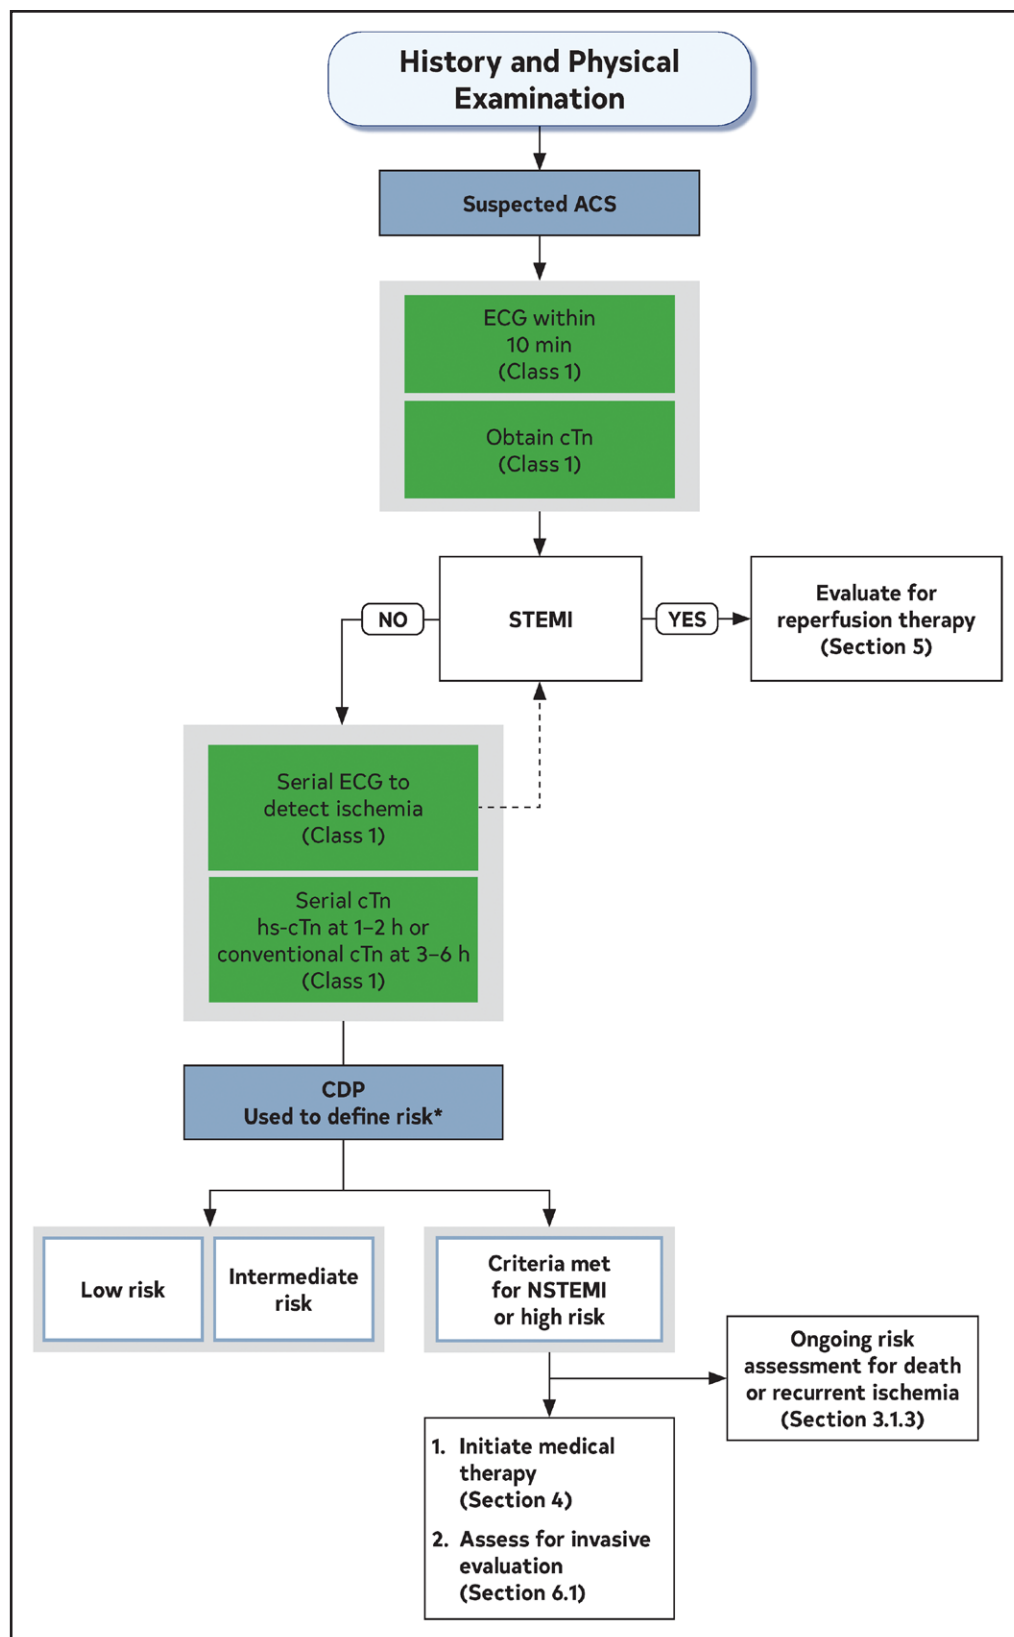 History and Physical
Examination
Suspected ACS
ECG within
10 min
(Class 1)
Obtain cTn
(Class 1)
STEMI
NO
YES
Evaluate for
reperfusion therapy
(Section 5)
Serial ECG to
detect ischemia
(Class 1)
Serial cTn
hs-cTn at 1–2 h or
conventional cTn at 3–6 h
(Class 1)
CDP
Used to define risk*
Low risk
Intermediate
risk
Criteria met
for NSTEMI
or high risk
Ongoing risk
assessment for death
or recurrent ischemia
(Section 3.1.3)
1. Initiate medical
therapy
(Section 4)
2. Assess for invasive
evaluation
(Section 6.1)